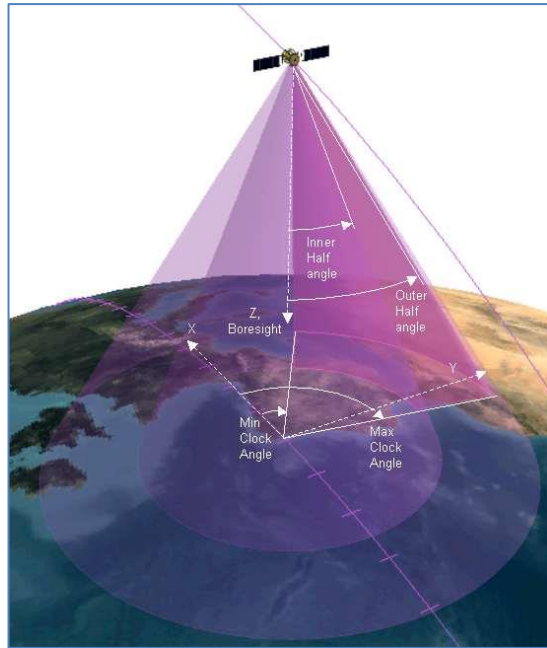 Inner
Half
angle
Outer
Half
angle
Z,
Boresight
X
Y
Min
Clock
Angle
Max
Clock
Angle